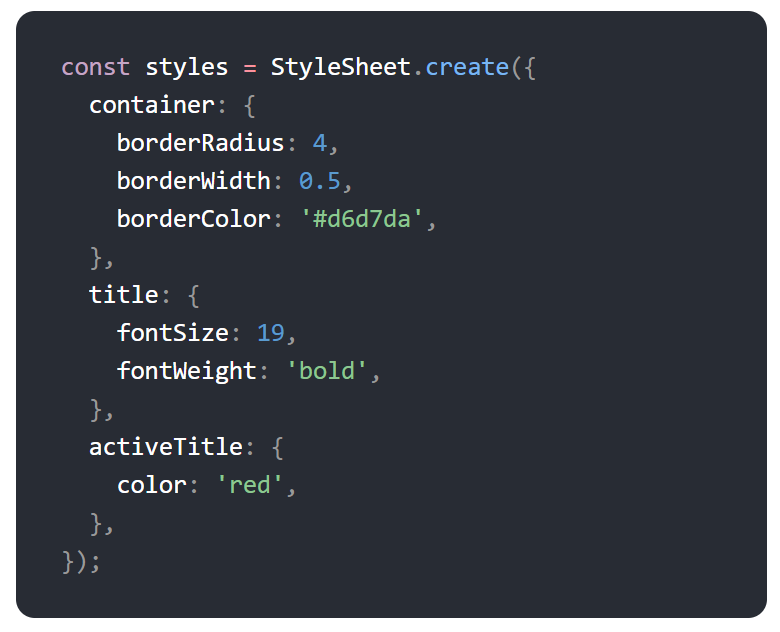 const styles = StyleSheet.create({
  container: {
    borderRadius: 4,
    borderWidth: 0.5,
    borderColor: '#d6d7da',
  },
  title: {
    fontSize: 19,
    fontWeight: 'bold',
  },
  activeTitle: {
    color: 'red',
  },
});